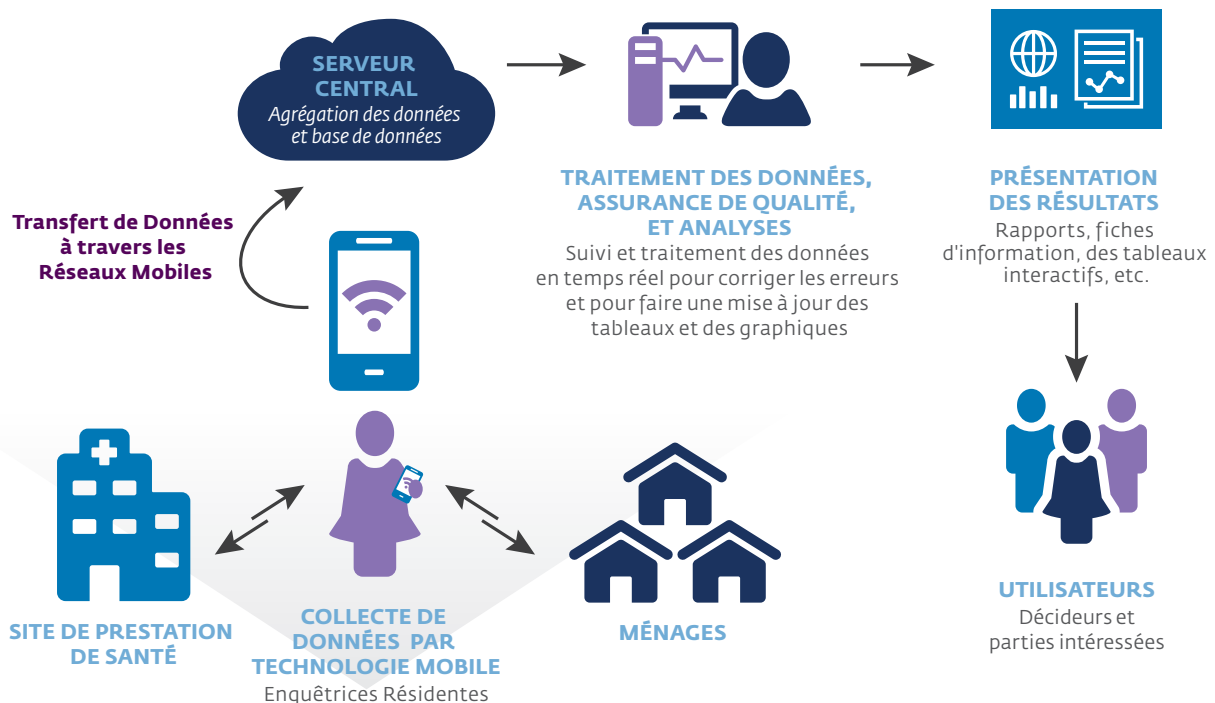 SERVEUR
CENTRAL
Agrégation des données
et base de données
Transfert de Données
à travers les
Réseaux Mobiles
TRAITEMENT DES DONNÉES,
ASSURANCE DE QUALITÉ,
ET ANALYSES
Suivi et traitement des données
en temps réel pour corriger les erreurs
et pour faire une mise à jour des
tableaux et des graphiques
PRÉSENTATION
DES RÉSULTATS
Rapports, fiches
d'information, des tableaux
interactifs, etc.
SITE DE PRESTATION
DE SANTÉ
COLLECTE DE
DONNÉES PAR
TECHNOLOGIE MOBILE
Enquêtrices Résidentes
MÉNAGES
UTILISATEURS
Décideurs et
parties intéressées